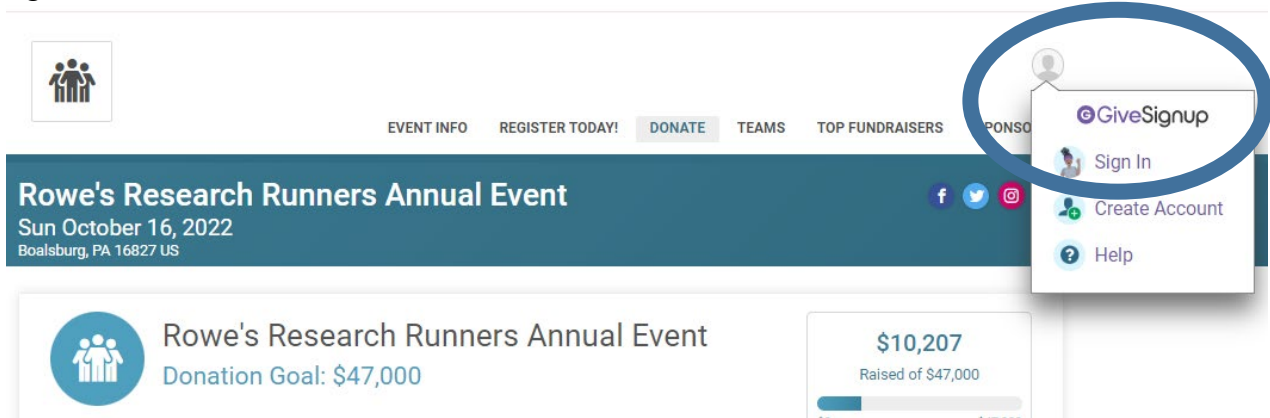 EVENT INFO REGISTER TODAY! DONATE TEAMS TOP FUNDRAISERS
GiveSignup
Sign In
Create Account
Help
Rowe's Research Runners Annual Event
Sun October 16, 2022
Boalsburg, PA 16827 US
Rowe's Research Runners Annual Event
Donation Goal: $47,000
$10,207
Raised of $47,000